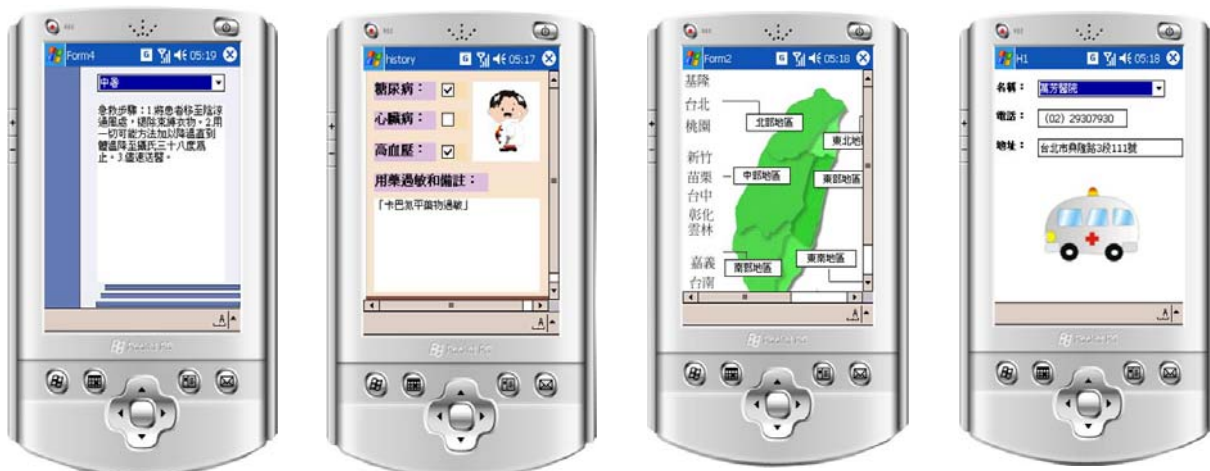 Form4
G
05:19
中暑
急救步驟：1.將患者移至陰涼
通風處，鬆除束縛衣物。2.用
一切可能方法加以降溫直到
體溫降至攝氏三十八度爲
止。3.儘速送醫。
A
history
G
05:17
糖尿病：
心臟病：
高血壓：
用藥過敏和備註：
「卡巴氮平藥物過敏」
A
Form2
G
05:18
基隆
台北
北部地區
桃園
東北地
新竹
苗栗
中部地區
東部地區
台中
彰化
雲林
嘉義
南部地區
東南地區
台南
A
H1
G
05:18
名稱：
萬芳醫院
電話：
(02) 29307930
地址：
台北市興隆路3段111號
A